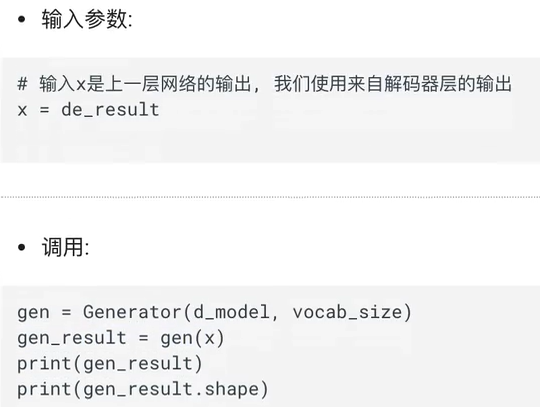 • 输入参数:
# 输入x是上一层网络的输出, 我们使用来自解码器层的输出
x = de_result
• 调用:
gen = Generator(d_model, vocab_size)
gen_result = gen(x)
print(gen_result)
print(gen_result.shape)